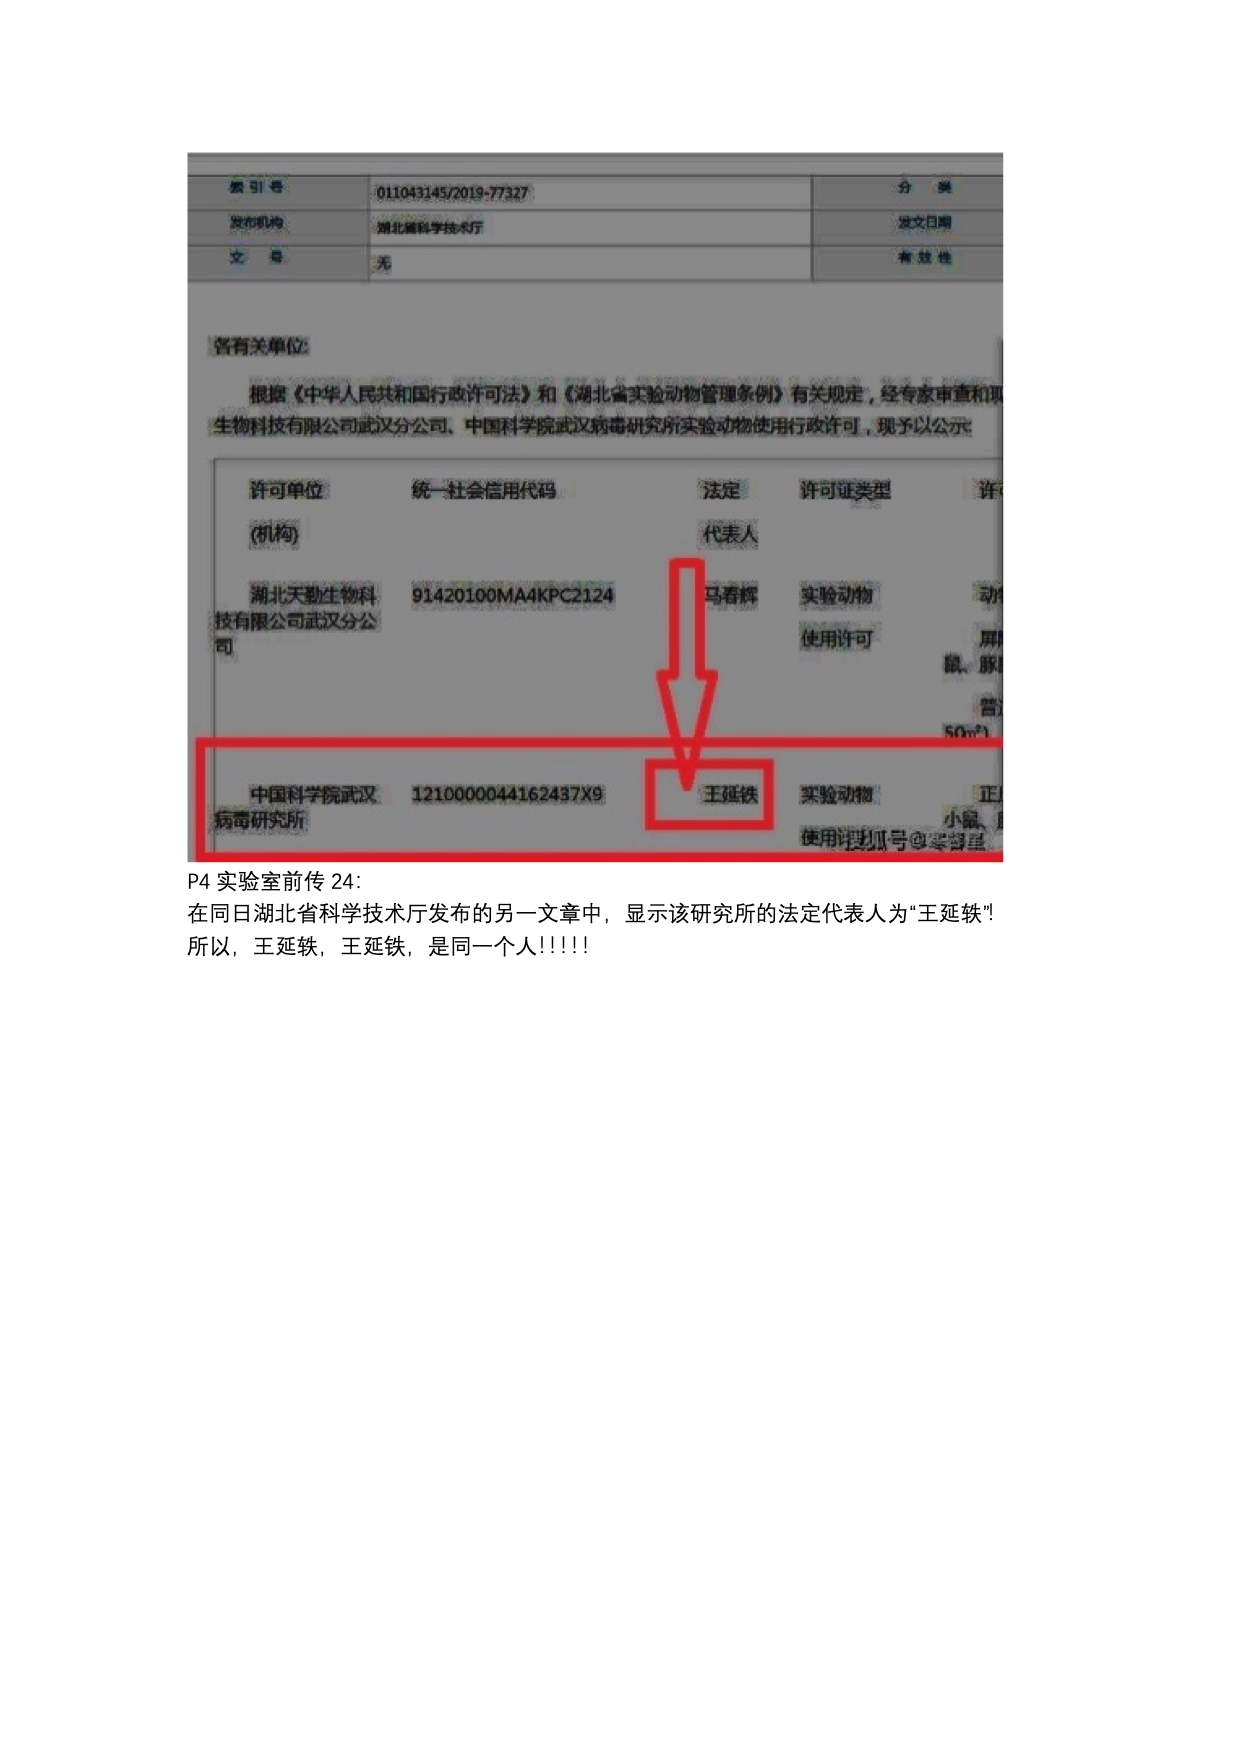 索引号 011043145/2019-77327 分 类
发布机构 湖北省科学技术厅 发文日期
文 号 无 有效性
各有关单位:
根据《中华人民共和国行政许可法》和《湖北省实验动物管理条例》有关规定，经专家审查和现
生物科技有限公司武汉分公司、中国科学院武汉病毒研究所实验动物使用行政许可，现予以公示:
许可单位 统一社会信用代码 法定 许可证类型 许可
(机构) 代表人
湖北天勤生物科 91420100MA4KPC2124 马春辉 实验动物 动物
技有限公司武汉分公
司 使用许可 屏
鼠、豚
普通
50㎡)
中国科学院武汉 1210000044162437X9 王延铁 实验动物 正压
病毒研究所 小鼠、
使用许
搜狐号@
P4 实验室前传 24：
在同日湖北省科学技术厅发布的另一文章中，显示该研究所的法定代表人为“王延轶”！
所以，王延轶，王延铁，是同一个人！！！！！